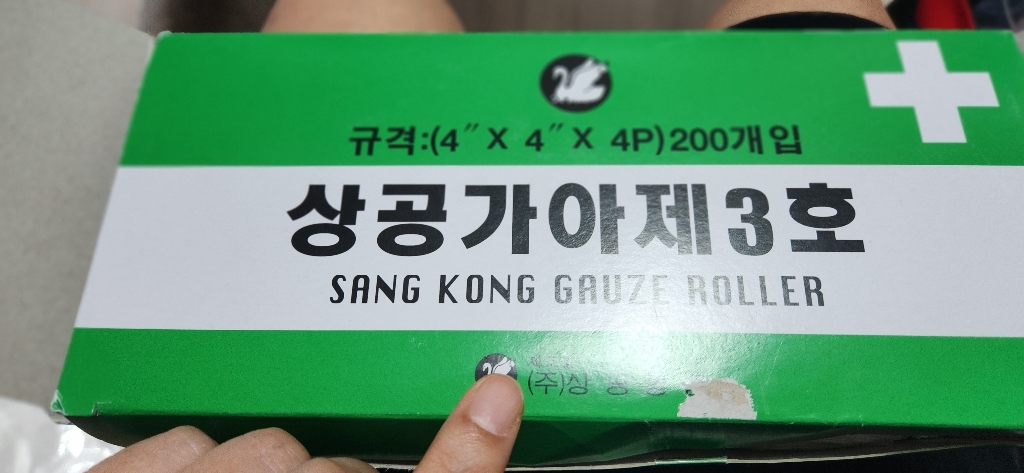 규격:(4″ X 4″ X 4P)200개입
상공가아제3호
SANG KONG GAUZE ROLLER
(주)상